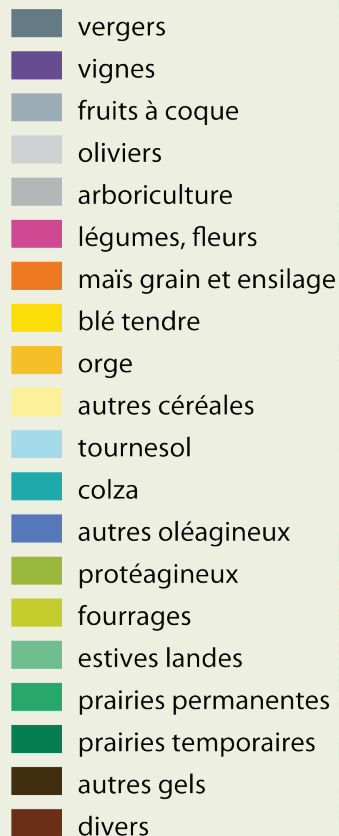 vergers
vignes
fruits à coque
oliviers
arboriculture
légumes, fleurs
maïs grain et ensilage
blé tendre
orge
autres céréales
tournesol
colza
autres oléagineux
protéagineux
fourrages
estives landes
prairies permanentes
prairies temporaires
autres gels
divers